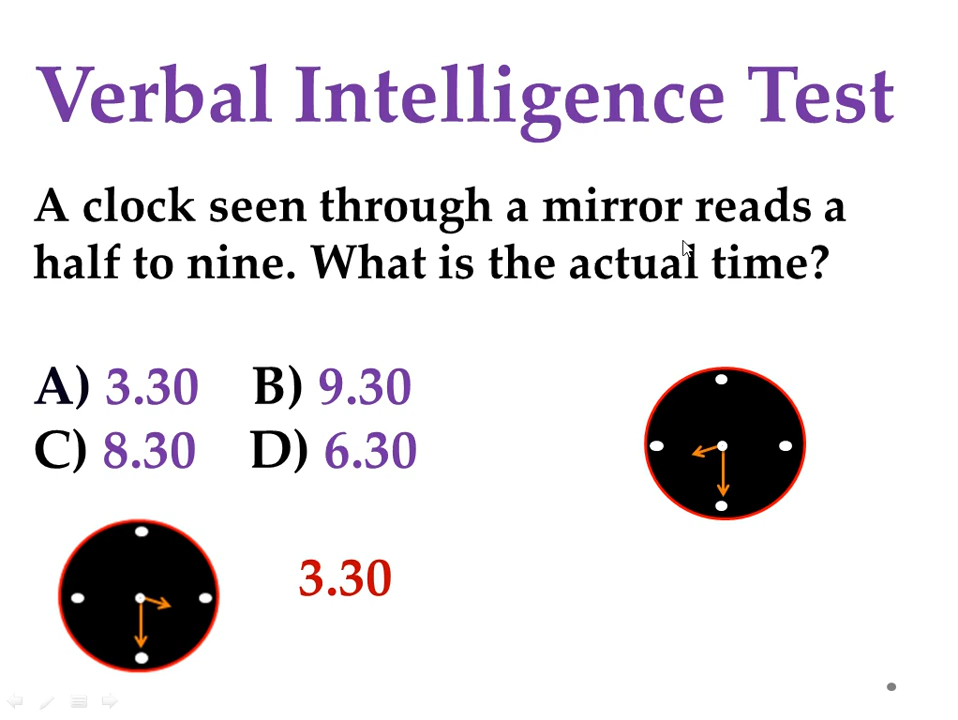 Verbal Intelligence Test
A clock seen through a mirror reads a
half to nine. What is the actual time?
A) 3.30 B) 9.30
C) 8.30 D) 6.30
3.30